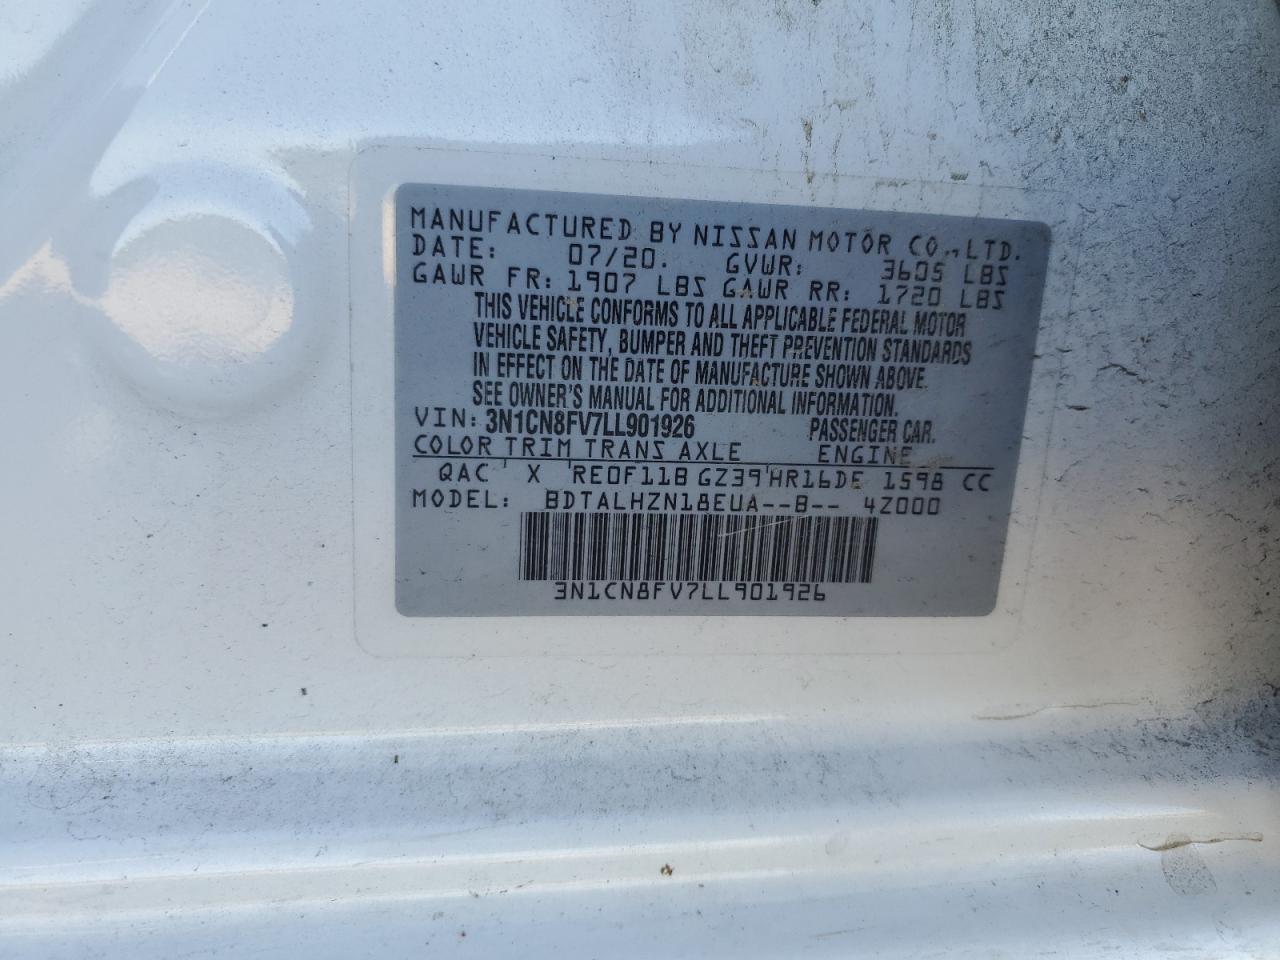 MANUFACTURED BY NISSAN MOTOR CO., LTD.
DATE: 07/20. GVWR: 3605 LBS
GAWR FR: 1907 LBS GAWR RR: 1720 LBS
THIS VEHICLE CONFORMS TO ALL APPLICABLE FEDERAL MOTOR
VEHICLE SAFETY, BUMPER AND THEFT PREVENTION STANDARDS
IN EFFECT ON THE DATE OF MANUFACTURE SHOWN ABOVE.
SEE OWNER'S MANUAL FOR ADDITIONAL INFORMATION.
VIN: 3N1CN8FV7LL901926 PASSENGER CAR.
COLOR TRIM TRANS AXLE ENGINE
QAC X RE0F11B GZ39 HR16DE 1598 CC
MODEL: BDTALHZN18EUA--B-- 4Z000
3N1CN8FV7LL901926